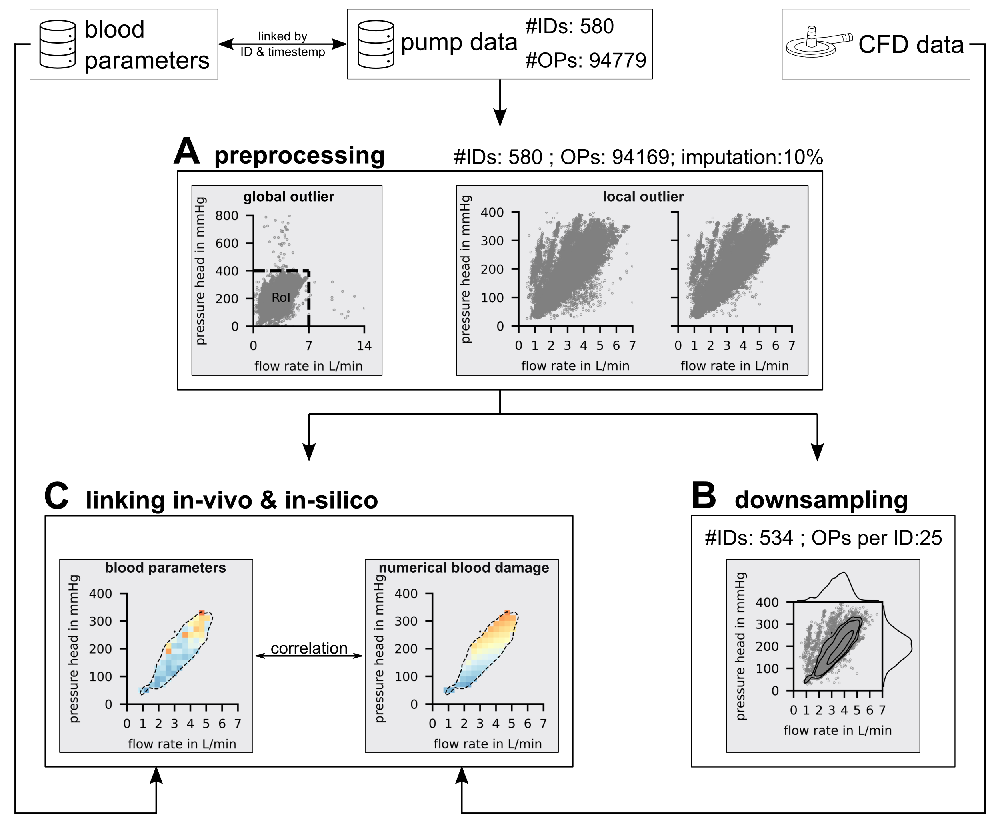 blood
parameters
linked by
ID & timestemp
pump data
#IDs: 580
#OPs: 94779
CFD data
A preprocessing
#IDs: 580 ; OPs: 94169; imputation:10%
global outlier
pressure head in mmHg
800
600
400
200
0
RoI
0 7 14
flow rate in L/min
local outlier
pressure head in mmHg
400
300
200
100
0
0 1 2 3 4 5 6 7
flow rate in L/min
0 1 2 3 4 5 6 7
flow rate in L/min
C linking in-vivo & in-silico
blood parameters
pressure head in mmHg
400
300
200
100
0
0 1 2 3 4 5 6 7
flow rate in L/min
correlation
numerical blood damage
pressure head in mmHg
400
300
200
100
0
0 1 2 3 4 5 6 7
flow rate in L/min
B downsampling
#IDs: 534 ; OPs per ID:25
pressure head in mmHg
400
300
200
100
0
0 1 2 3 4 5 6 7
flow rate in L/min